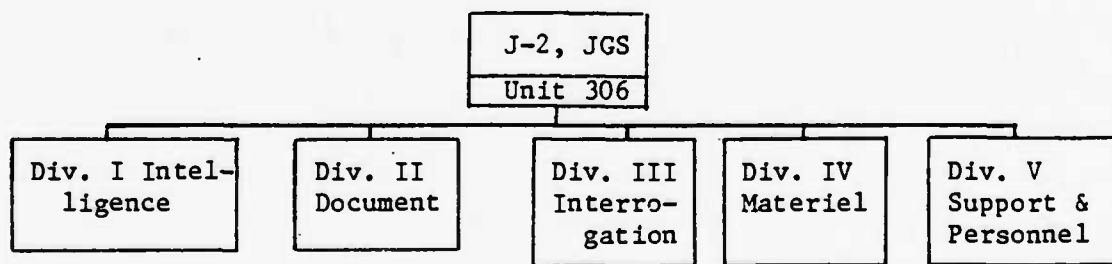 J-2, JGS
Unit 306
Div. I Intel-
ligence
Div. II
Document
Div. III
Interro-
gation
Div. IV
Materiel
Div. V
Support &
Personnel